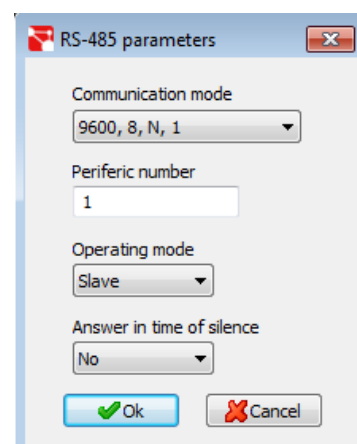 RS-485 parameters
Communication mode
9600, 8, N, 1
Periferic number
1
Operating mode
Slave
Answer in time of silence
No
Ok Cancel